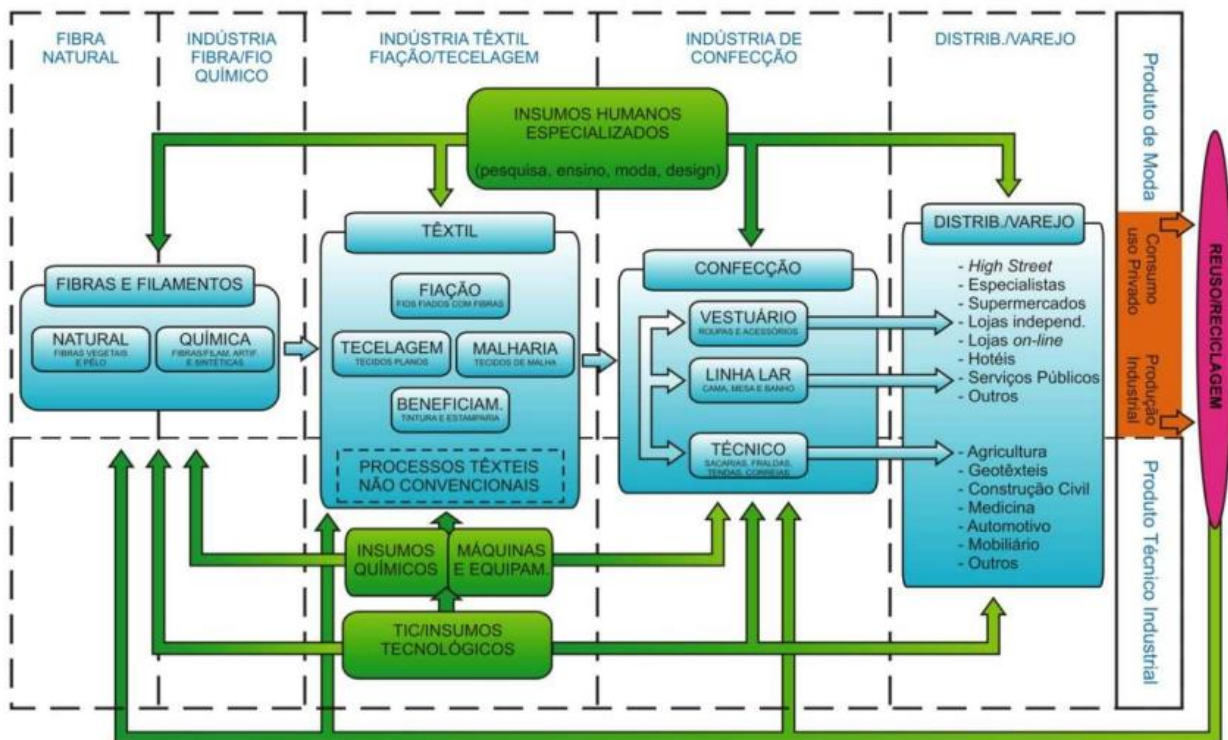 FIBRA
NATURAL
INDÚSTRIA
FIBRA/FIO
QUÍMICO
INDÚSTRIA TÊXTIL
FIAÇÃO/TECELAGEM
INDÚSTRIA DE
CONFECÇÃO
DISTRIB./VAREJO
INSUMOS HUMANOS
ESPECIALIZADOS
(pesquisa, ensino, moda, design)
FIBRAS E FILAMENTOS
NATURAL
FIBRAS VEGETAIS
E PÊLO
QUÍMICA
FIBRAS/FILAM. ARTIF.
E SINTÉTICAS
TÊXTIL
FIAÇÃO
FIOS FIADOS COM FIBRAS
TECELAGEM
TECIDOS PLANOS
MALHARIA
TECIDOS DE MALHA
BENEFICIAM.
TINTURA E ESTAMPARIA
PROCESSOS TÊXTEIS
NÃO CONVENCIONAIS
CONFECÇÃO
VESTUÁRIO
ROUPAS E ACESSÓRIOS
LINHA LAR
CAMA, MESA E BANHO
TÉCNICO
SACARIAS, FRALDAS,
TENDAS, CORREIAS
DISTRIB./VAREJO
- High Street
- Especialistas
- Supermercados
- Lojas independ.
- Lojas on-line
- Hotéis
- Serviços Públicos
- Outros
- Agricultura
- Geotêxteis
- Construção Civil
- Medicina
- Automotivo
- Mobiliário
- Outros
INSUMOS
QUÍMICOS
MÁQUINAS
E EQUIPAM.
TIC/INSUMOS
TECNOLÓGICOS
Produto de Moda
Consumo
uso Privado
Produção
Industrial
Produto Técnico Industrial
REUSO/RECICLAGEM